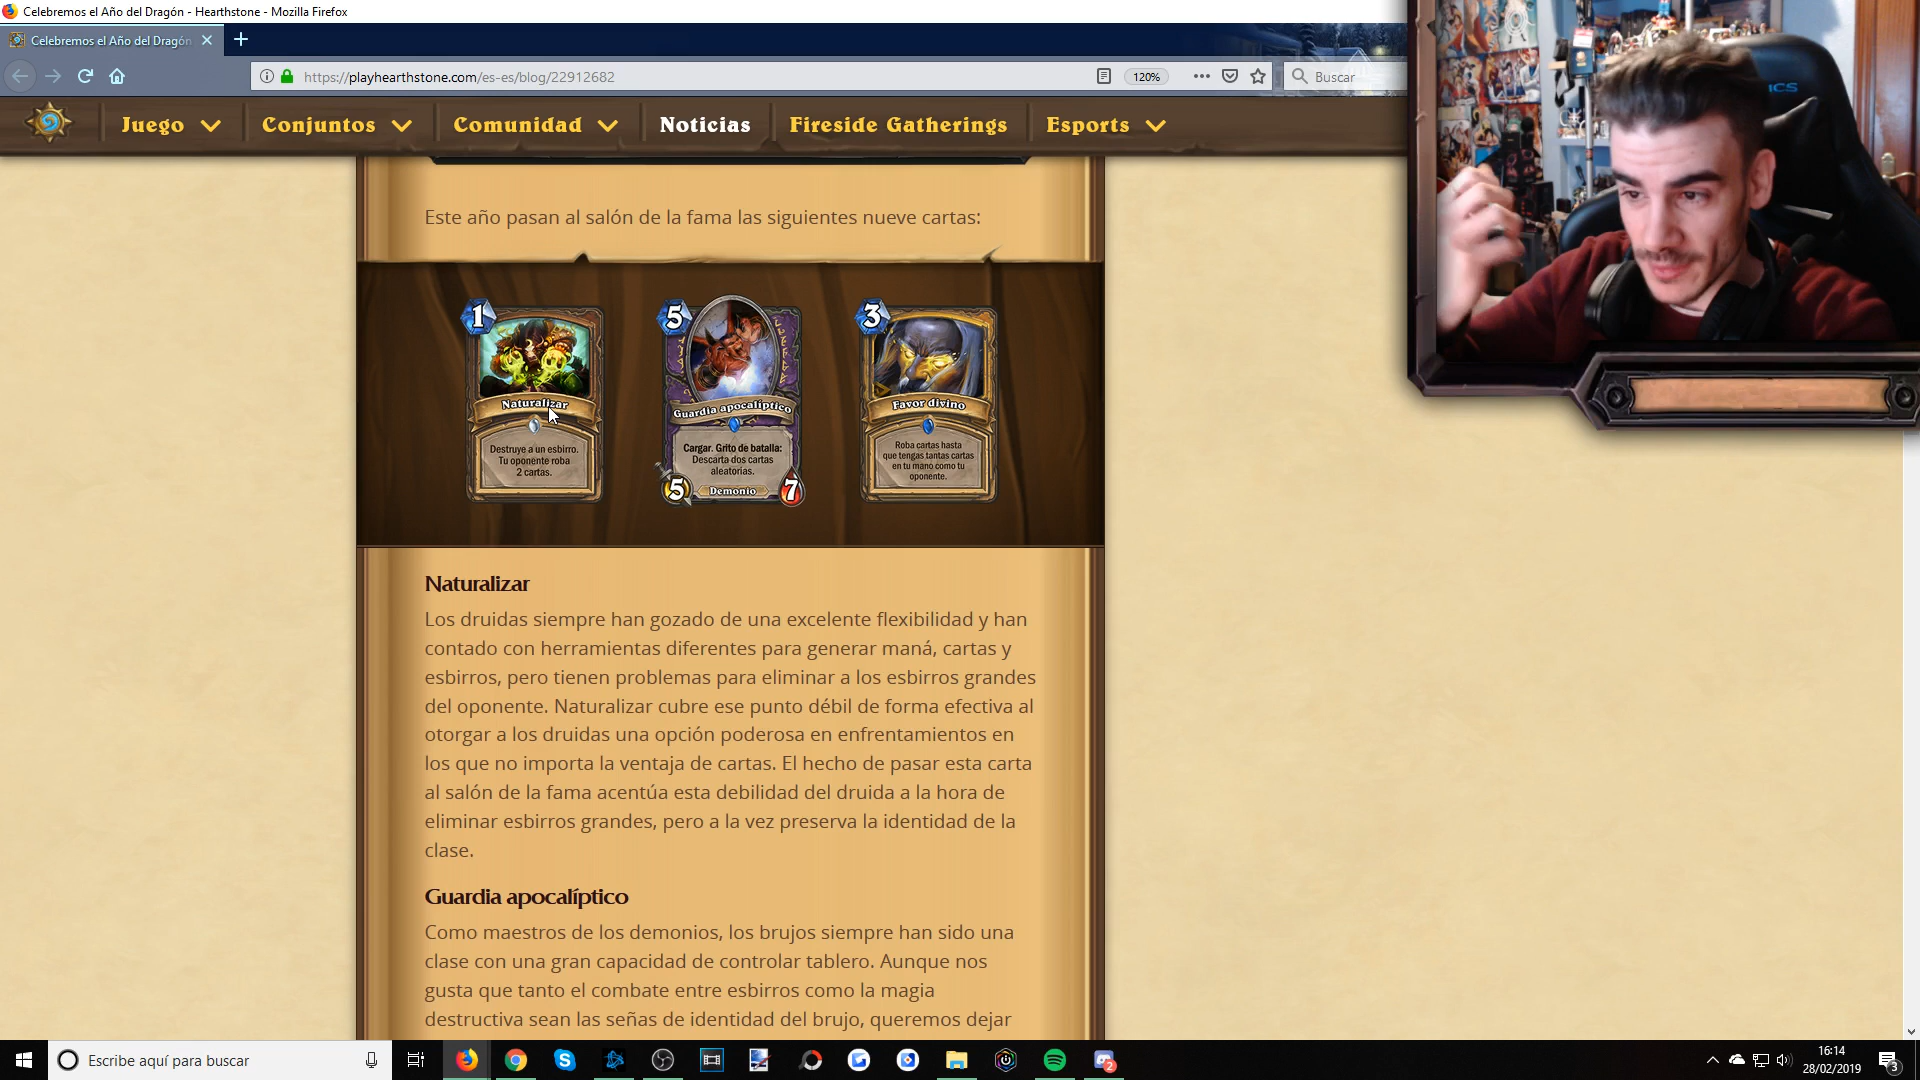 Celebremos el Año del Dragón - Hearthstone - Mozilla Firefox
Celebremos el Año del Dragón
https://playhearthstone.com/es-es/blog/22912682
120%
Buscar
Juego
Conjuntos
Comunidad
Noticias
Fireside Gatherings
Esports
Este año pasan al salón de la fama las siguientes nueve cartas:
1
Naturalizar
Destruye a un esbirro.
Tu oponente roba
2 cartas.
5
Guardia apocalíptico
Cargar. Grito de batalla:
Descarta dos cartas
aleatorias.
5
Demonio
7
3
Favor divino
Roba cartas hasta
que tengas tantas cartas
en tu mano como tu
oponente.
Naturalizar
Los druidas siempre han gozado de una excelente flexibilidad y han
contado con herramientas diferentes para generar maná, cartas y
esbirros, pero tienen problemas para eliminar a los esbirros grandes
del oponente. Naturalizar cubre ese punto débil de forma efectiva al
otorgar a los druidas una opción poderosa en enfrentamientos en
los que no importa la ventaja de cartas. El hecho de pasar esta carta
al salón de la fama acentúa esta debilidad del druida a la hora de
eliminar esbirros grandes, pero a la vez preserva la identidad de la
clase.
Guardia apocalíptico
Como maestros de los demonios, los brujos siempre han sido una
clase con una gran capacidad de controlar tablero. Aunque nos
gusta que tanto el combate entre esbirros como la magia
destructiva sean las señas de identidad del brujo, queremos dejar
Escribe aquí para buscar
2
16:14
28/02/2019
3